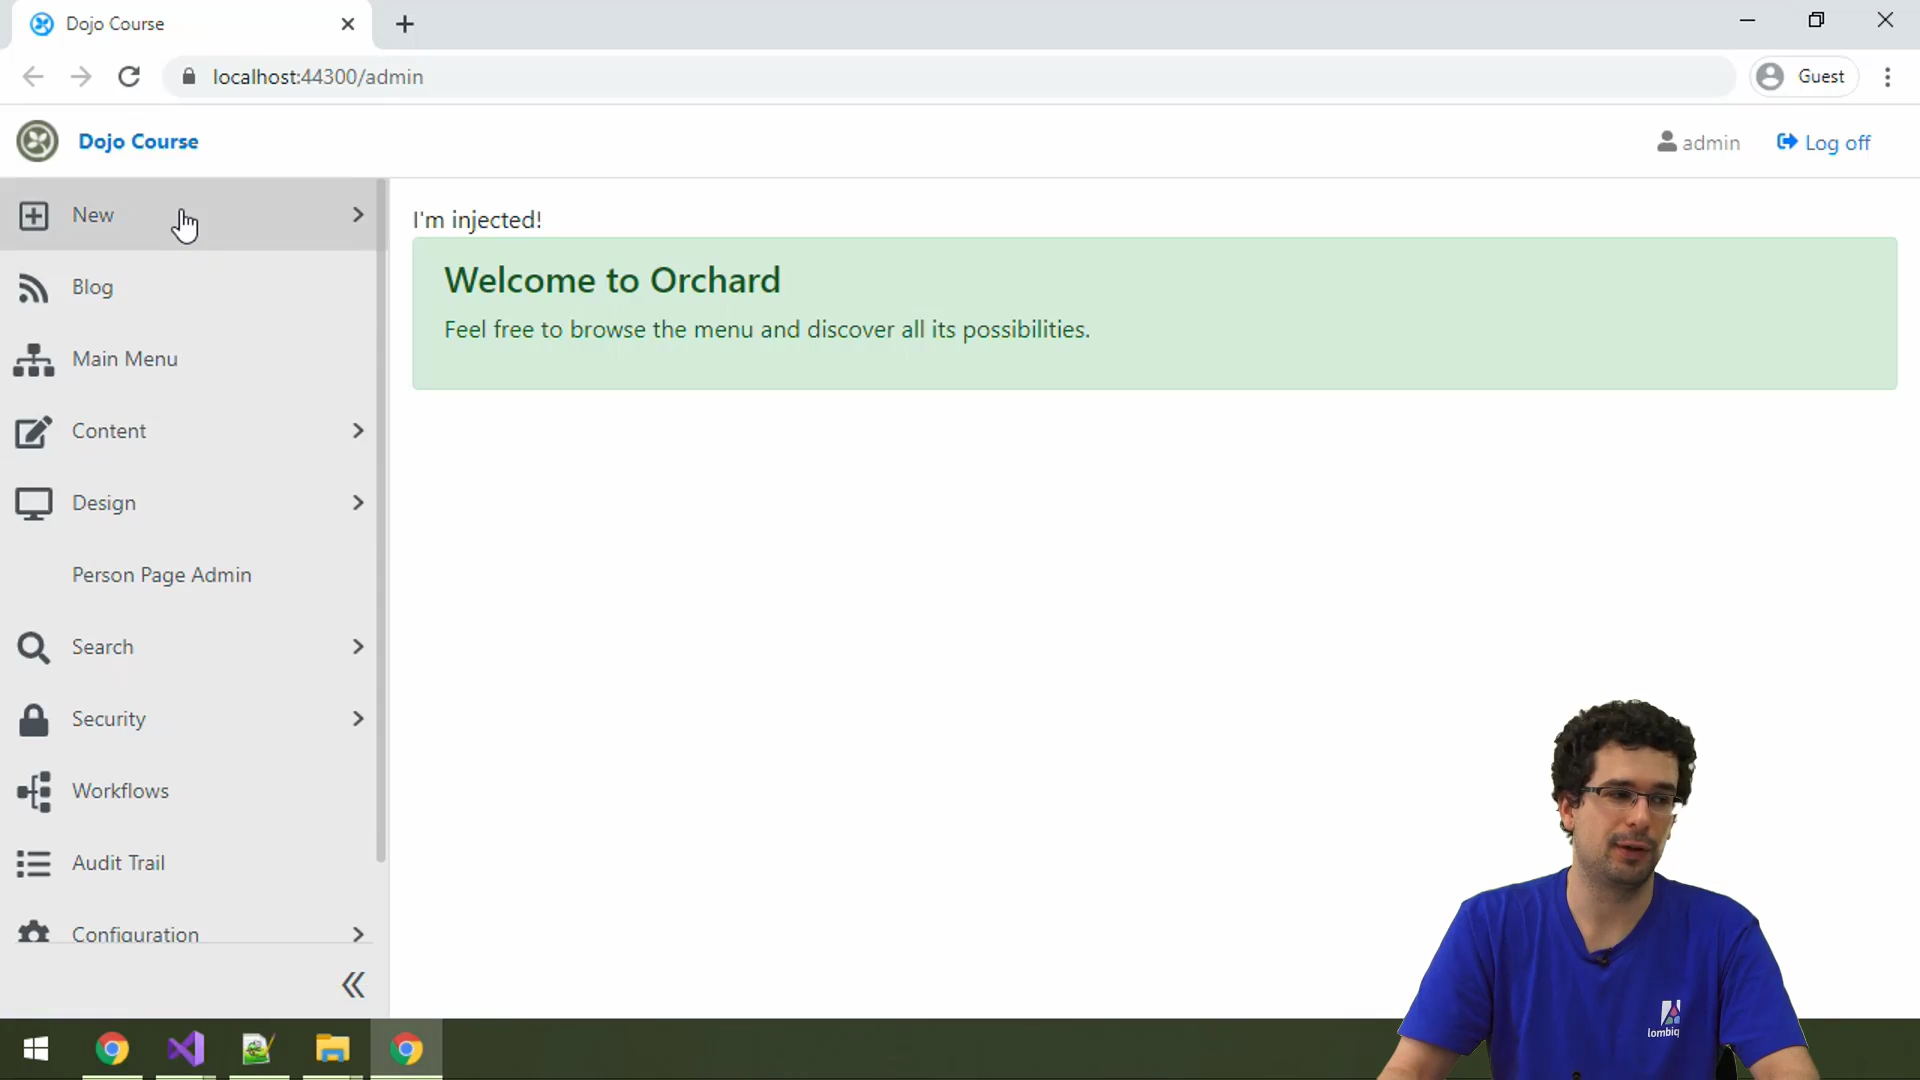 Dojo Course
localhost:44300/admin
Guest
Dojo Course
admin
Log off
New
Blog
Main Menu
Content
Design
Person Page Admin
Search
Security
Workflows
Audit Trail
Configuration
I'm injected!
Welcome to Orchard
Feel free to browse the menu and discover all its possibilities.
lombiq